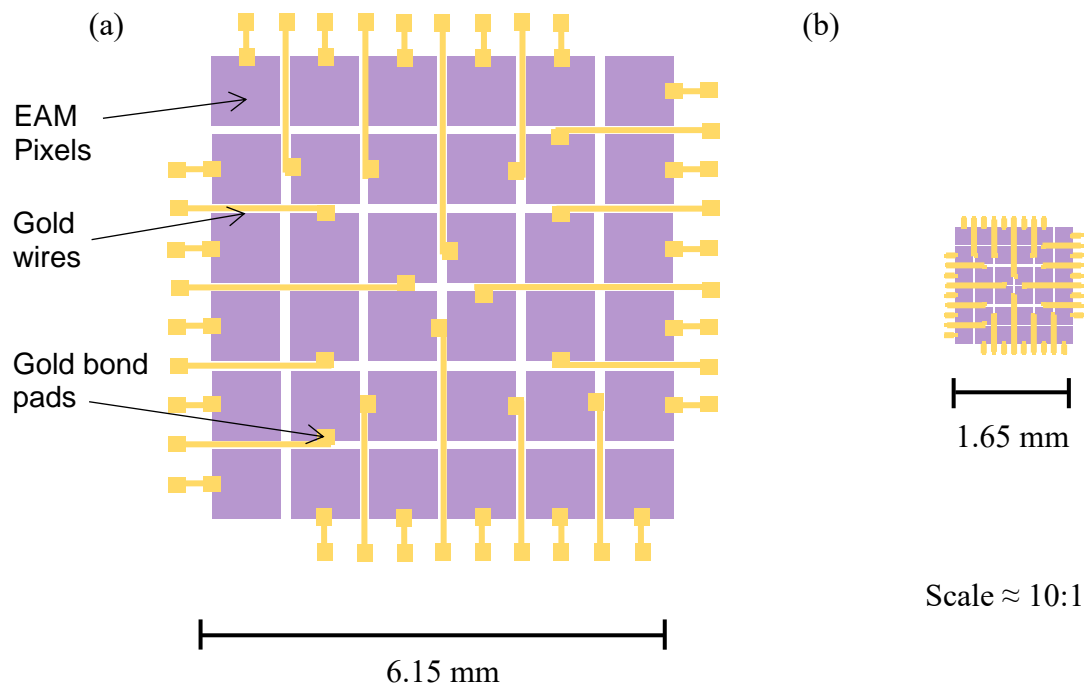 (a)
(b)
EAM
Pixels
Gold
wires
Gold bond
pads
1.65 mm
Scale ≈ 10:1
6.15 mm